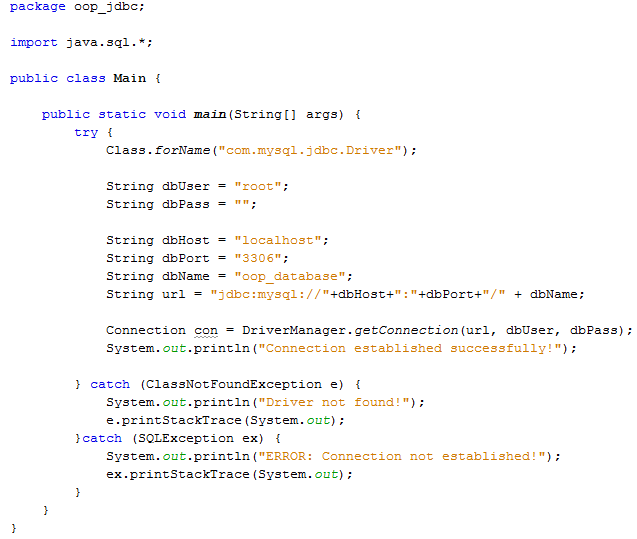 package oop_jdbc;

import java.sql.*;

public class Main {

    public static void main(String[] args) {
        try {
            Class.forName("com.mysql.jdbc.Driver");

            String dbUser = "root";
            String dbPass = "";

            String dbHost = "localhost";
            String dbPort = "3306";
            String dbName = "oop_database";
            String url = "jdbc:mysql://"+dbHost+":"+dbPort+"/" + dbName;

            Connection con = DriverManager.getConnection(url, dbUser, dbPass);
            System.out.println("Connection established successfully!");

        } catch (ClassNotFoundException e) {
            System.out.println("Driver not found!");
            e.printStackTrace(System.out);
        }catch (SQLException ex) {
            System.out.println("ERROR: Connection not established!");
            ex.printStackTrace(System.out);
        }
    }
}